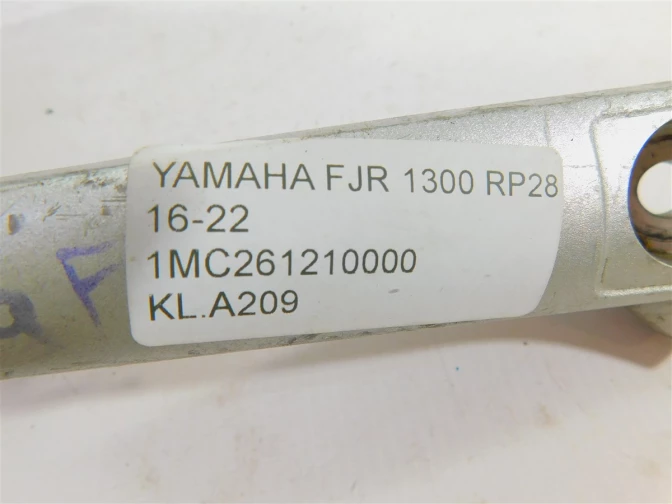 YAMAHA FJR 1300 RP28
16-22
1MC261210000
KL.A209